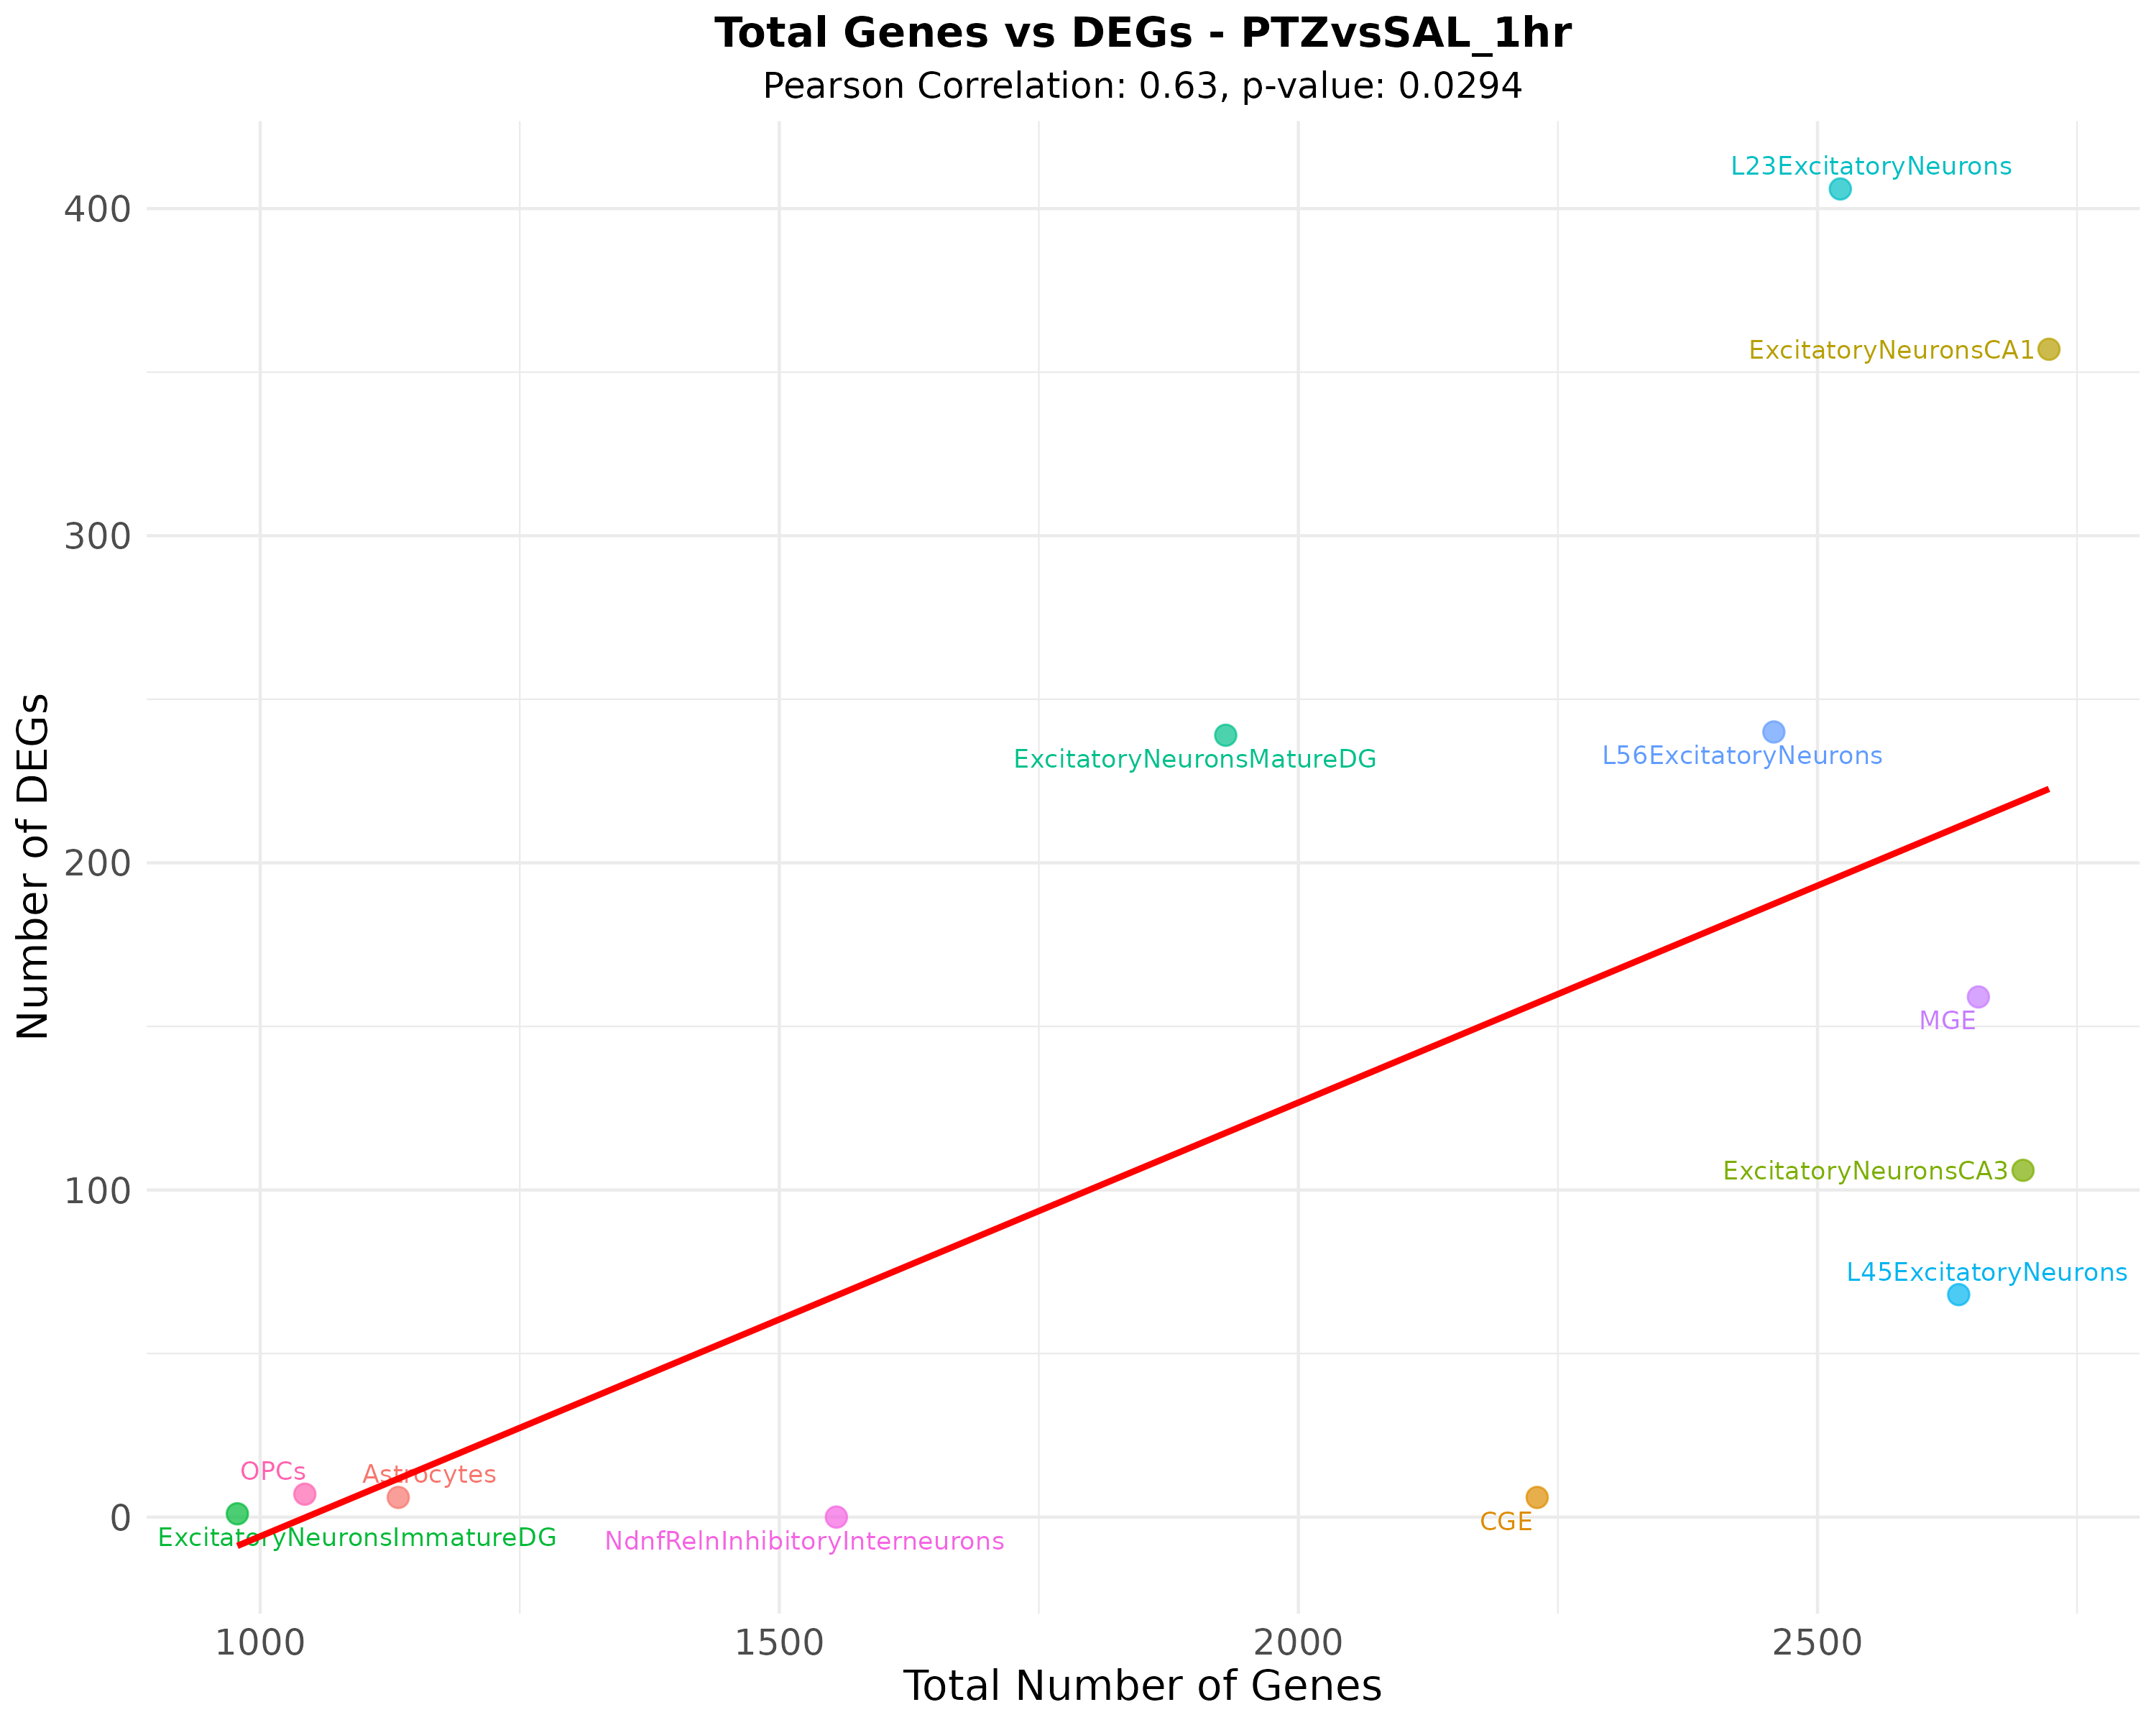 Total Genes vs DEGs - PTZvsSAL_1hr
Pearson Correlation: 0.63, p-value: 0.0294
Number of DEGs
400
300
200
100
0
L23ExcitatoryNeurons
ExcitatoryNeuronsCA1
ExcitatoryNeuronsMatureDG
L56ExcitatoryNeurons
MGE
ExcitatoryNeuronsCA3
L45ExcitatoryNeurons
OPCs
Astrocytes
CGE
ExcitatoryNeuronsImmatureDG
NdnfRelnInhibitoryInterneurons
1000
1500
2000
2500
Total Number of Genes